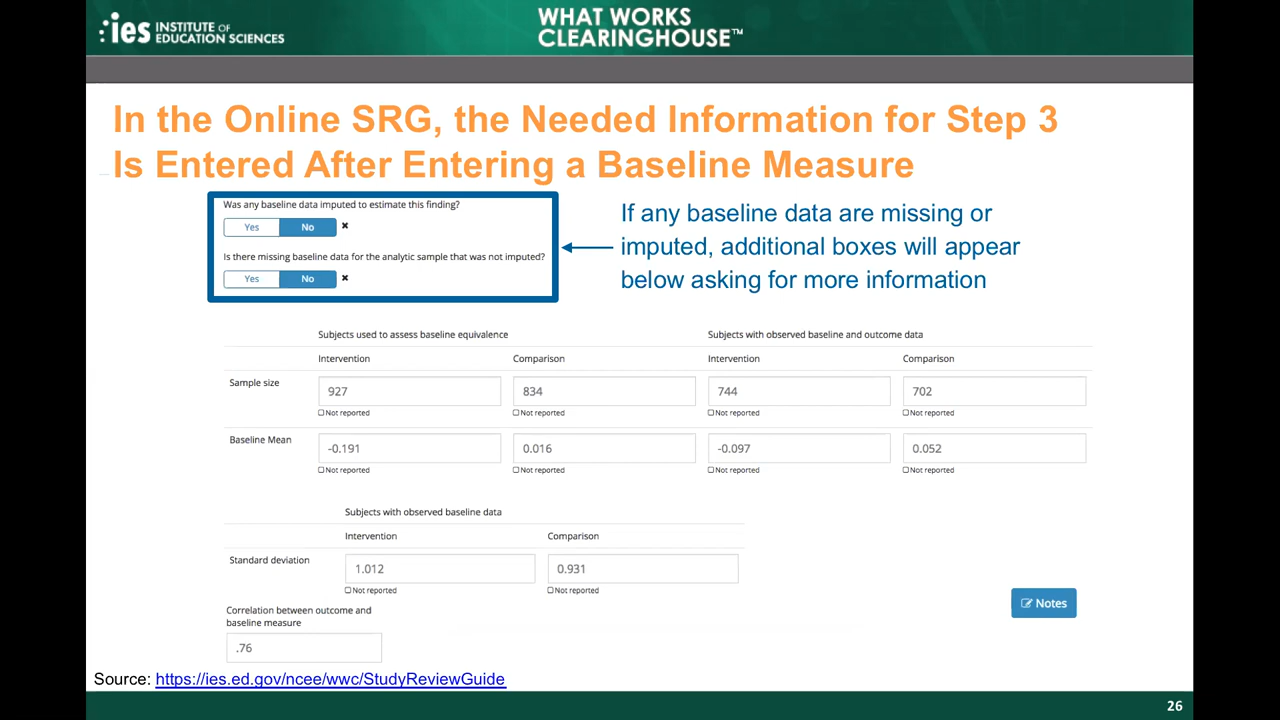 ies INSTITUTE OF
EDUCATION SCIENCES
WHAT WORKS
CLEARINGHOUSE™
In the Online SRG, the Needed Information for Step 3
Is Entered After Entering a Baseline Measure
Was any baseline data imputed to estimate this finding?
Yes No ✖
Is there missing baseline data for the analytic sample that was not imputed?
Yes No ✖
If any baseline data are missing or
imputed, additional boxes will appear
below asking for more information
Subjects used to assess baseline equivalence Subjects with observed baseline and outcome data
Intervention Comparison Intervention Comparison
Sample size 927 834 744 702
Not reported Not reported Not reported Not reported
Baseline Mean -0.191 0.016 -0.097 0.052
Not reported Not reported Not reported Not reported
Subjects with observed baseline data
Intervention Comparison
Standard deviation 1.012 0.931
Not reported Not reported
Correlation between outcome and
baseline measure
.76
Notes
Source: https://ies.ed.gov/ncee/wwc/StudyReviewGuide
26